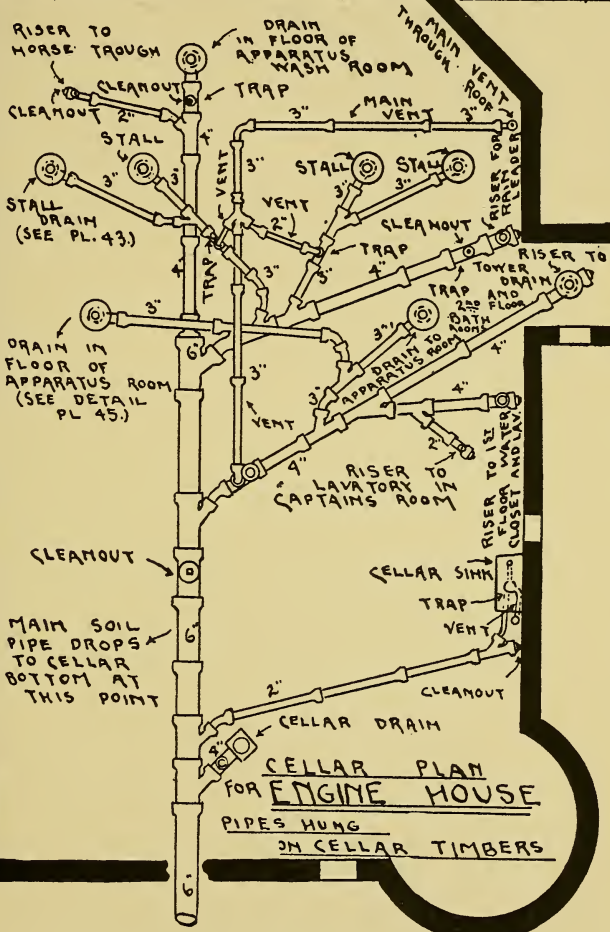 RISER TO
HORSE TROUGH
CLEANOUT
2"
DRAIN
IN FLOOR OF
APPARATUS
WASH ROOM
CLEANOUT
TRAP
4"
MAIN VENT
THROUGH ROOF
3"
MAIN
VENT
3"
RISER FOR
RAIN
LEADER
STALL
3"
VENT
3"
STALL
STALL
3"
3"
STALL
DRAIN
(SEE PL. 43.)
3"
4"
TRAP
VENT
2"
TRAP
3"
3"
CLEANOUT
4"
TRAP
RISER TO
TOWER
DRAIN
2ND AND
FLOOR
BATH
ROOMS
3"
DRAIN IN
FLOOR OF
APPARATUS ROOM
(SEE DETAIL
PL 45.)
6"
3"
VENT
3"
3"
DRAIN TO
APPARATUS ROOM
4"
4"
4"
2"
RISER TO
LAVATORY IN
CAPTAINS ROOM
RISER TO 1ST
FLOOR WATER
CLOSET AND LAV.
CLEANOUT
CELLAR SINK
TRAP
VENT
MAIN SOIL
PIPE DROPS
TO CELLAR
BOTTOM AT
THIS POINT
6"
2"
CLEANOUT
CELLAR DRAIN
4"
CELLAR PLAN
FOR ENGINE HOUSE
PIPES HUNG
ON CELLAR TIMBERS
6"